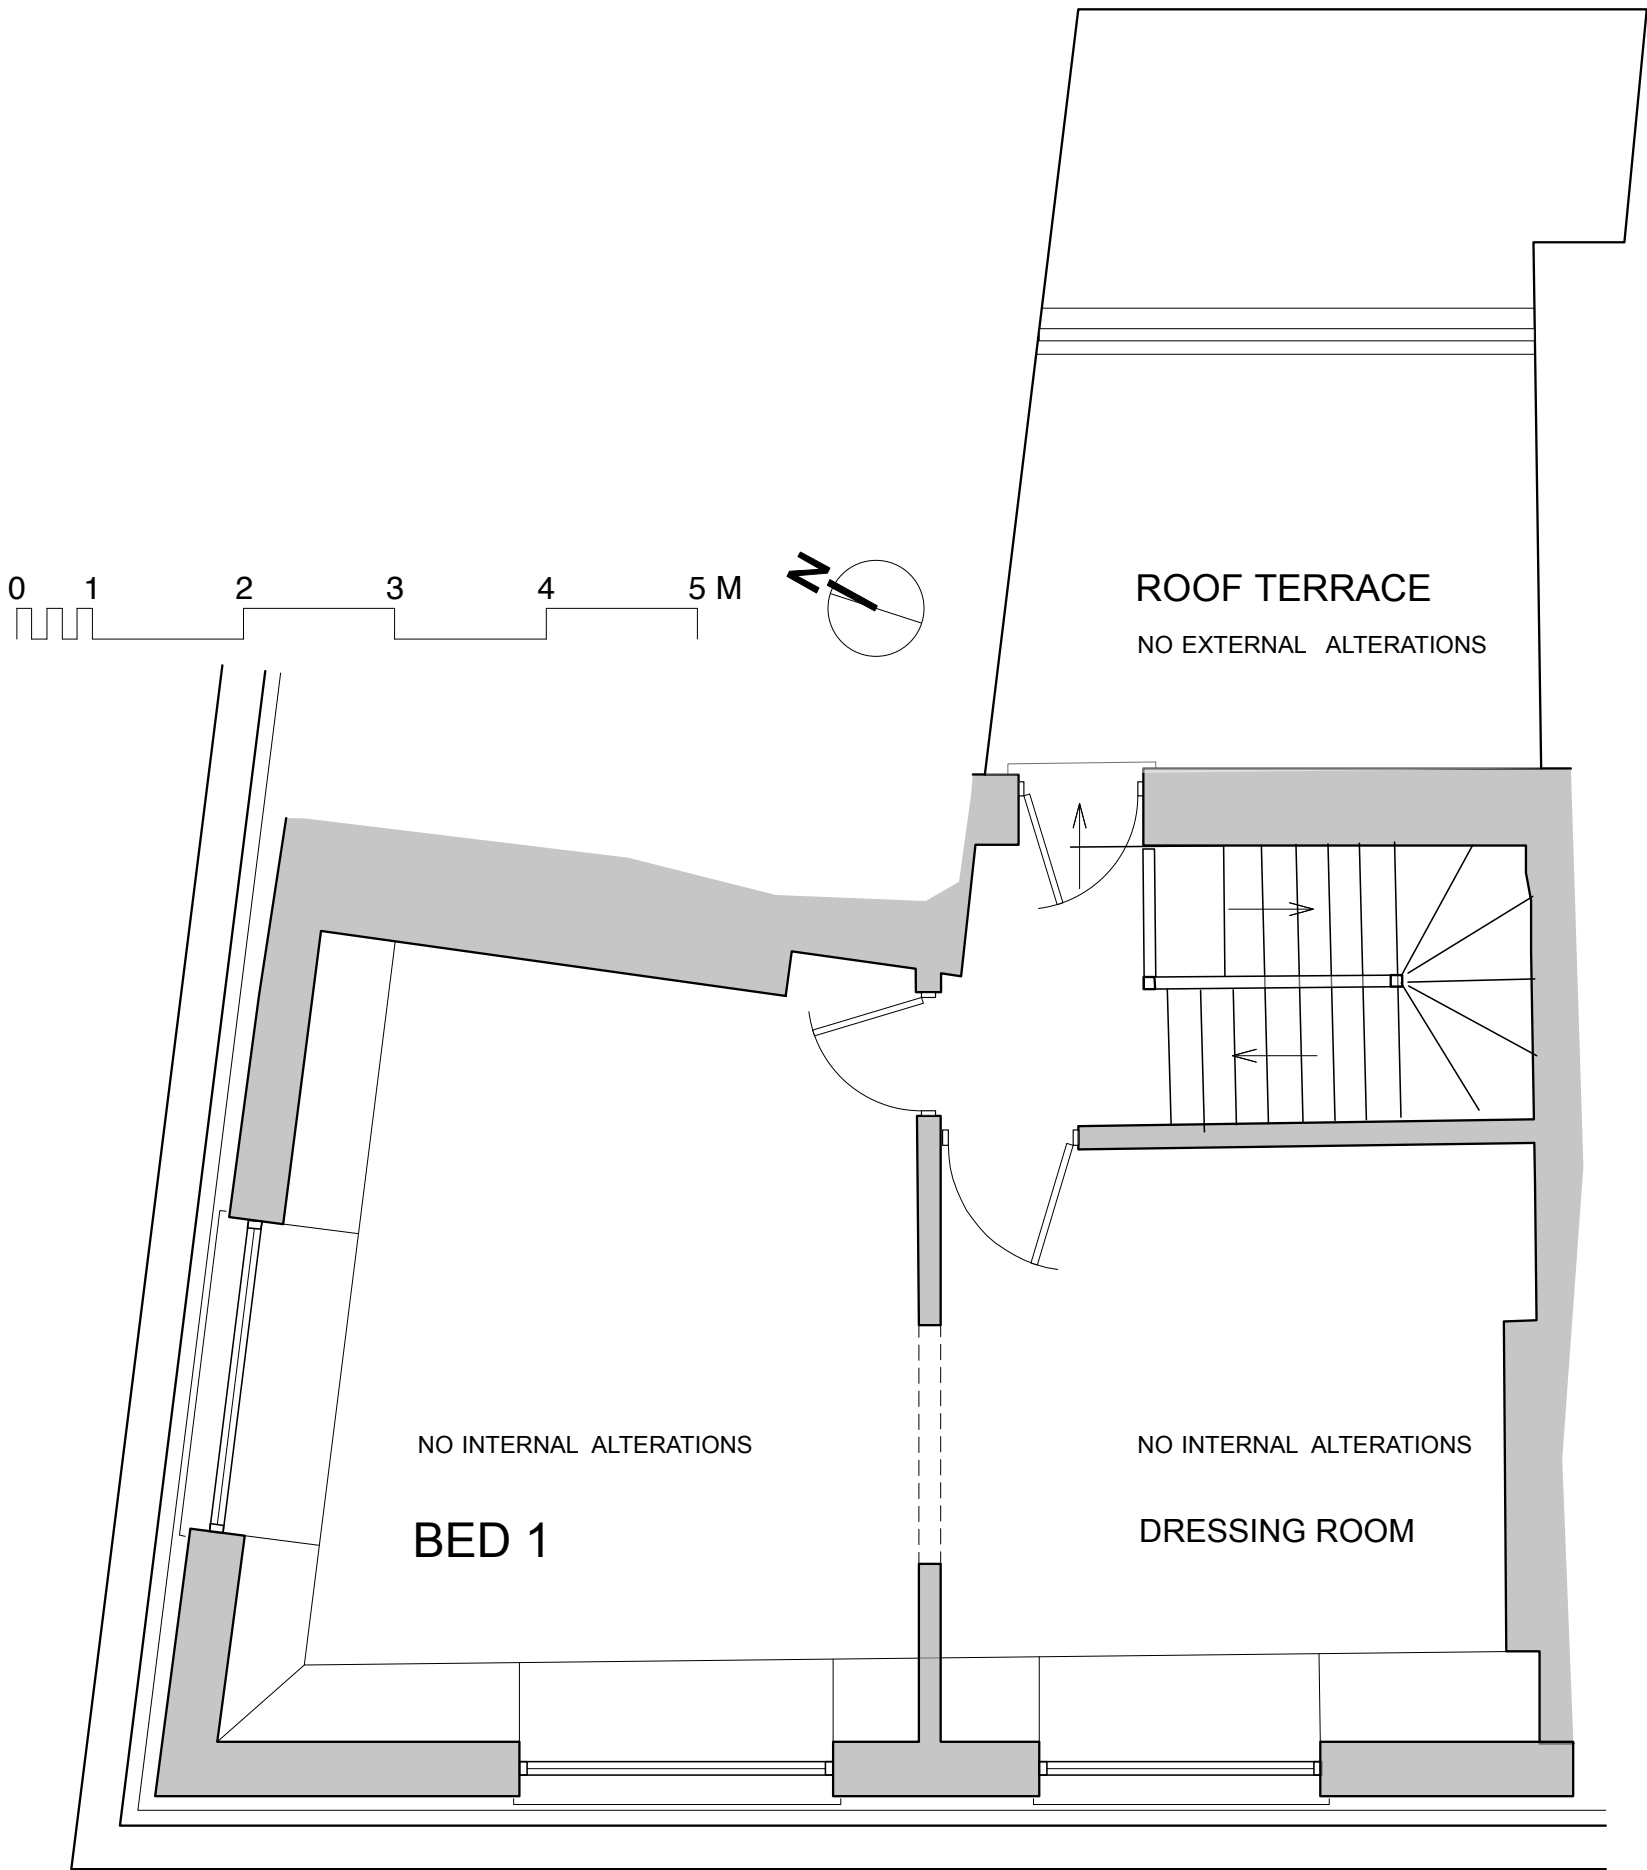 ROOF TERRACE
NO EXTERNAL ALTERATIONS
0 1 2 3 4 5 M
N
NO INTERNAL ALTERATIONS
BED 1
NO INTERNAL ALTERATIONS
DRESSING ROOM